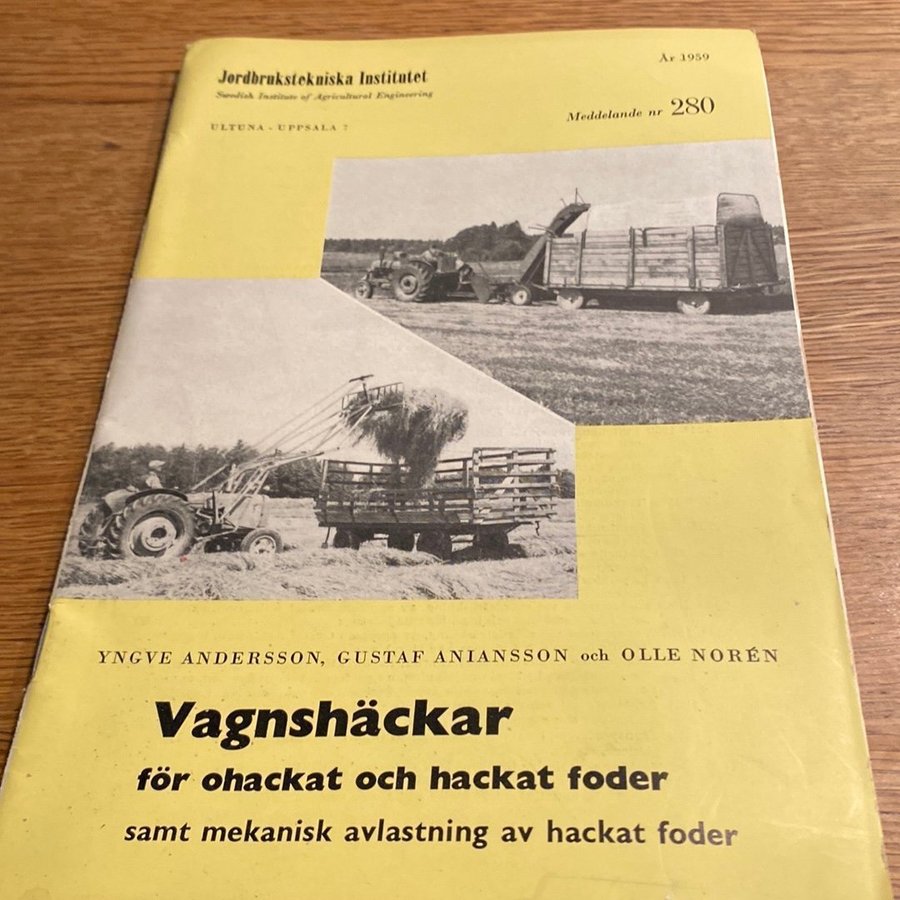 Jordbrukstekniska Institutet
Swedish Institute of Agricultural Engineering
ULTUNA - UPPSALA 7
År 1959
Meddelande nr 280
YNGVE ANDERSSON, GUSTAF ANIANSSON och OLLE NORÉN
Vagnshäckar
för ohackat och hackat foder
samt mekanisk avlastning av hackat foder